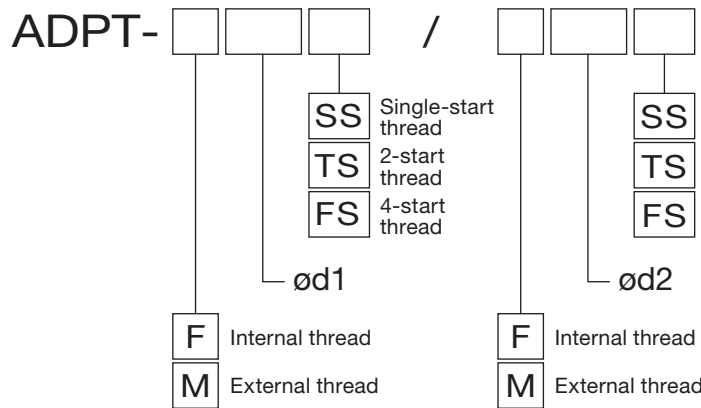 ADPT- /
SS Single-start thread SS
TS 2-start thread TS
FS 4-start thread FS
ød1 ød2
F Internal thread F Internal thread
M External thread M External thread